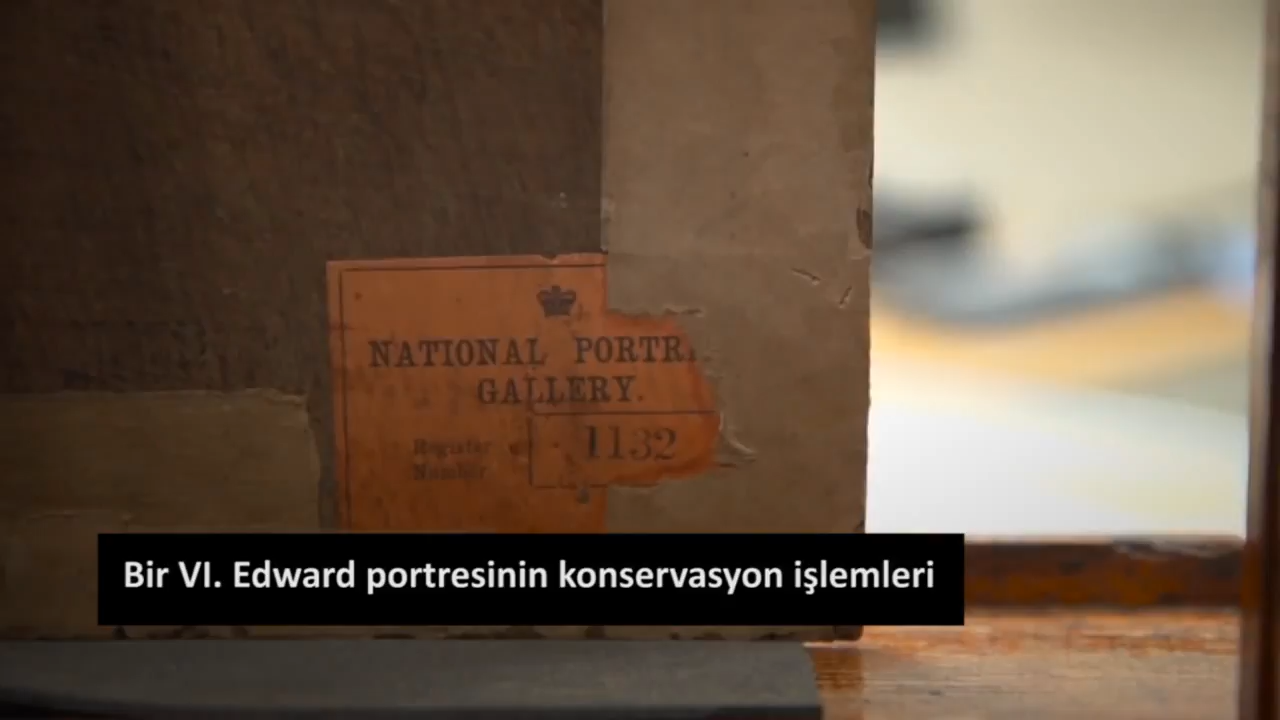 NATIONAL PORTR
GALLERY.
Register
Number
1132
Bir VI. Edward portresinin konservasyon işlemleri